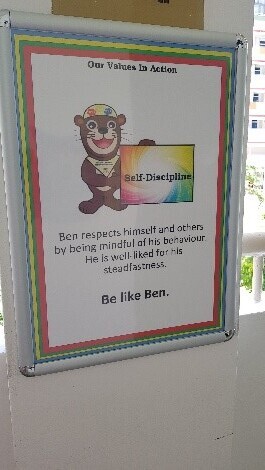 Our Values In Action
Self-Discipline
Ben respects himself and others
by being mindful of his behaviour.
He is well-liked for his
steadfastness.
Be like Ben.